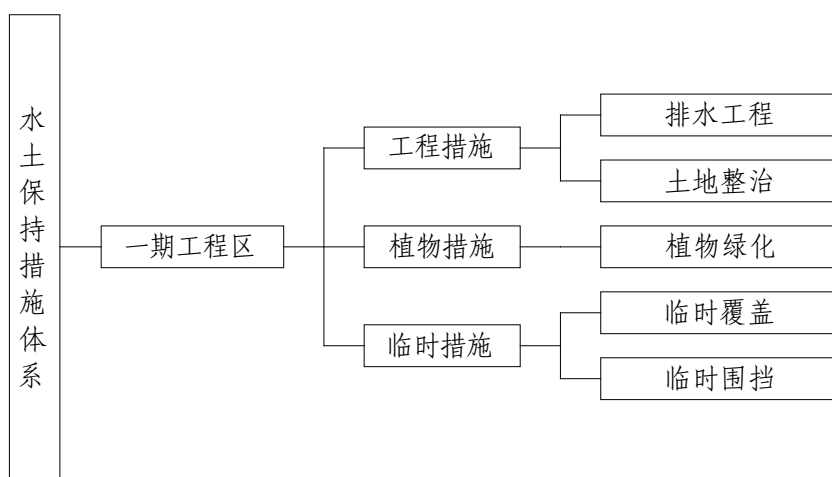 水土保持措施体系
一期工程区
工程措施
排水工程
土地整治
植物措施
植物绿化
临时措施
临时覆盖
临时围挡